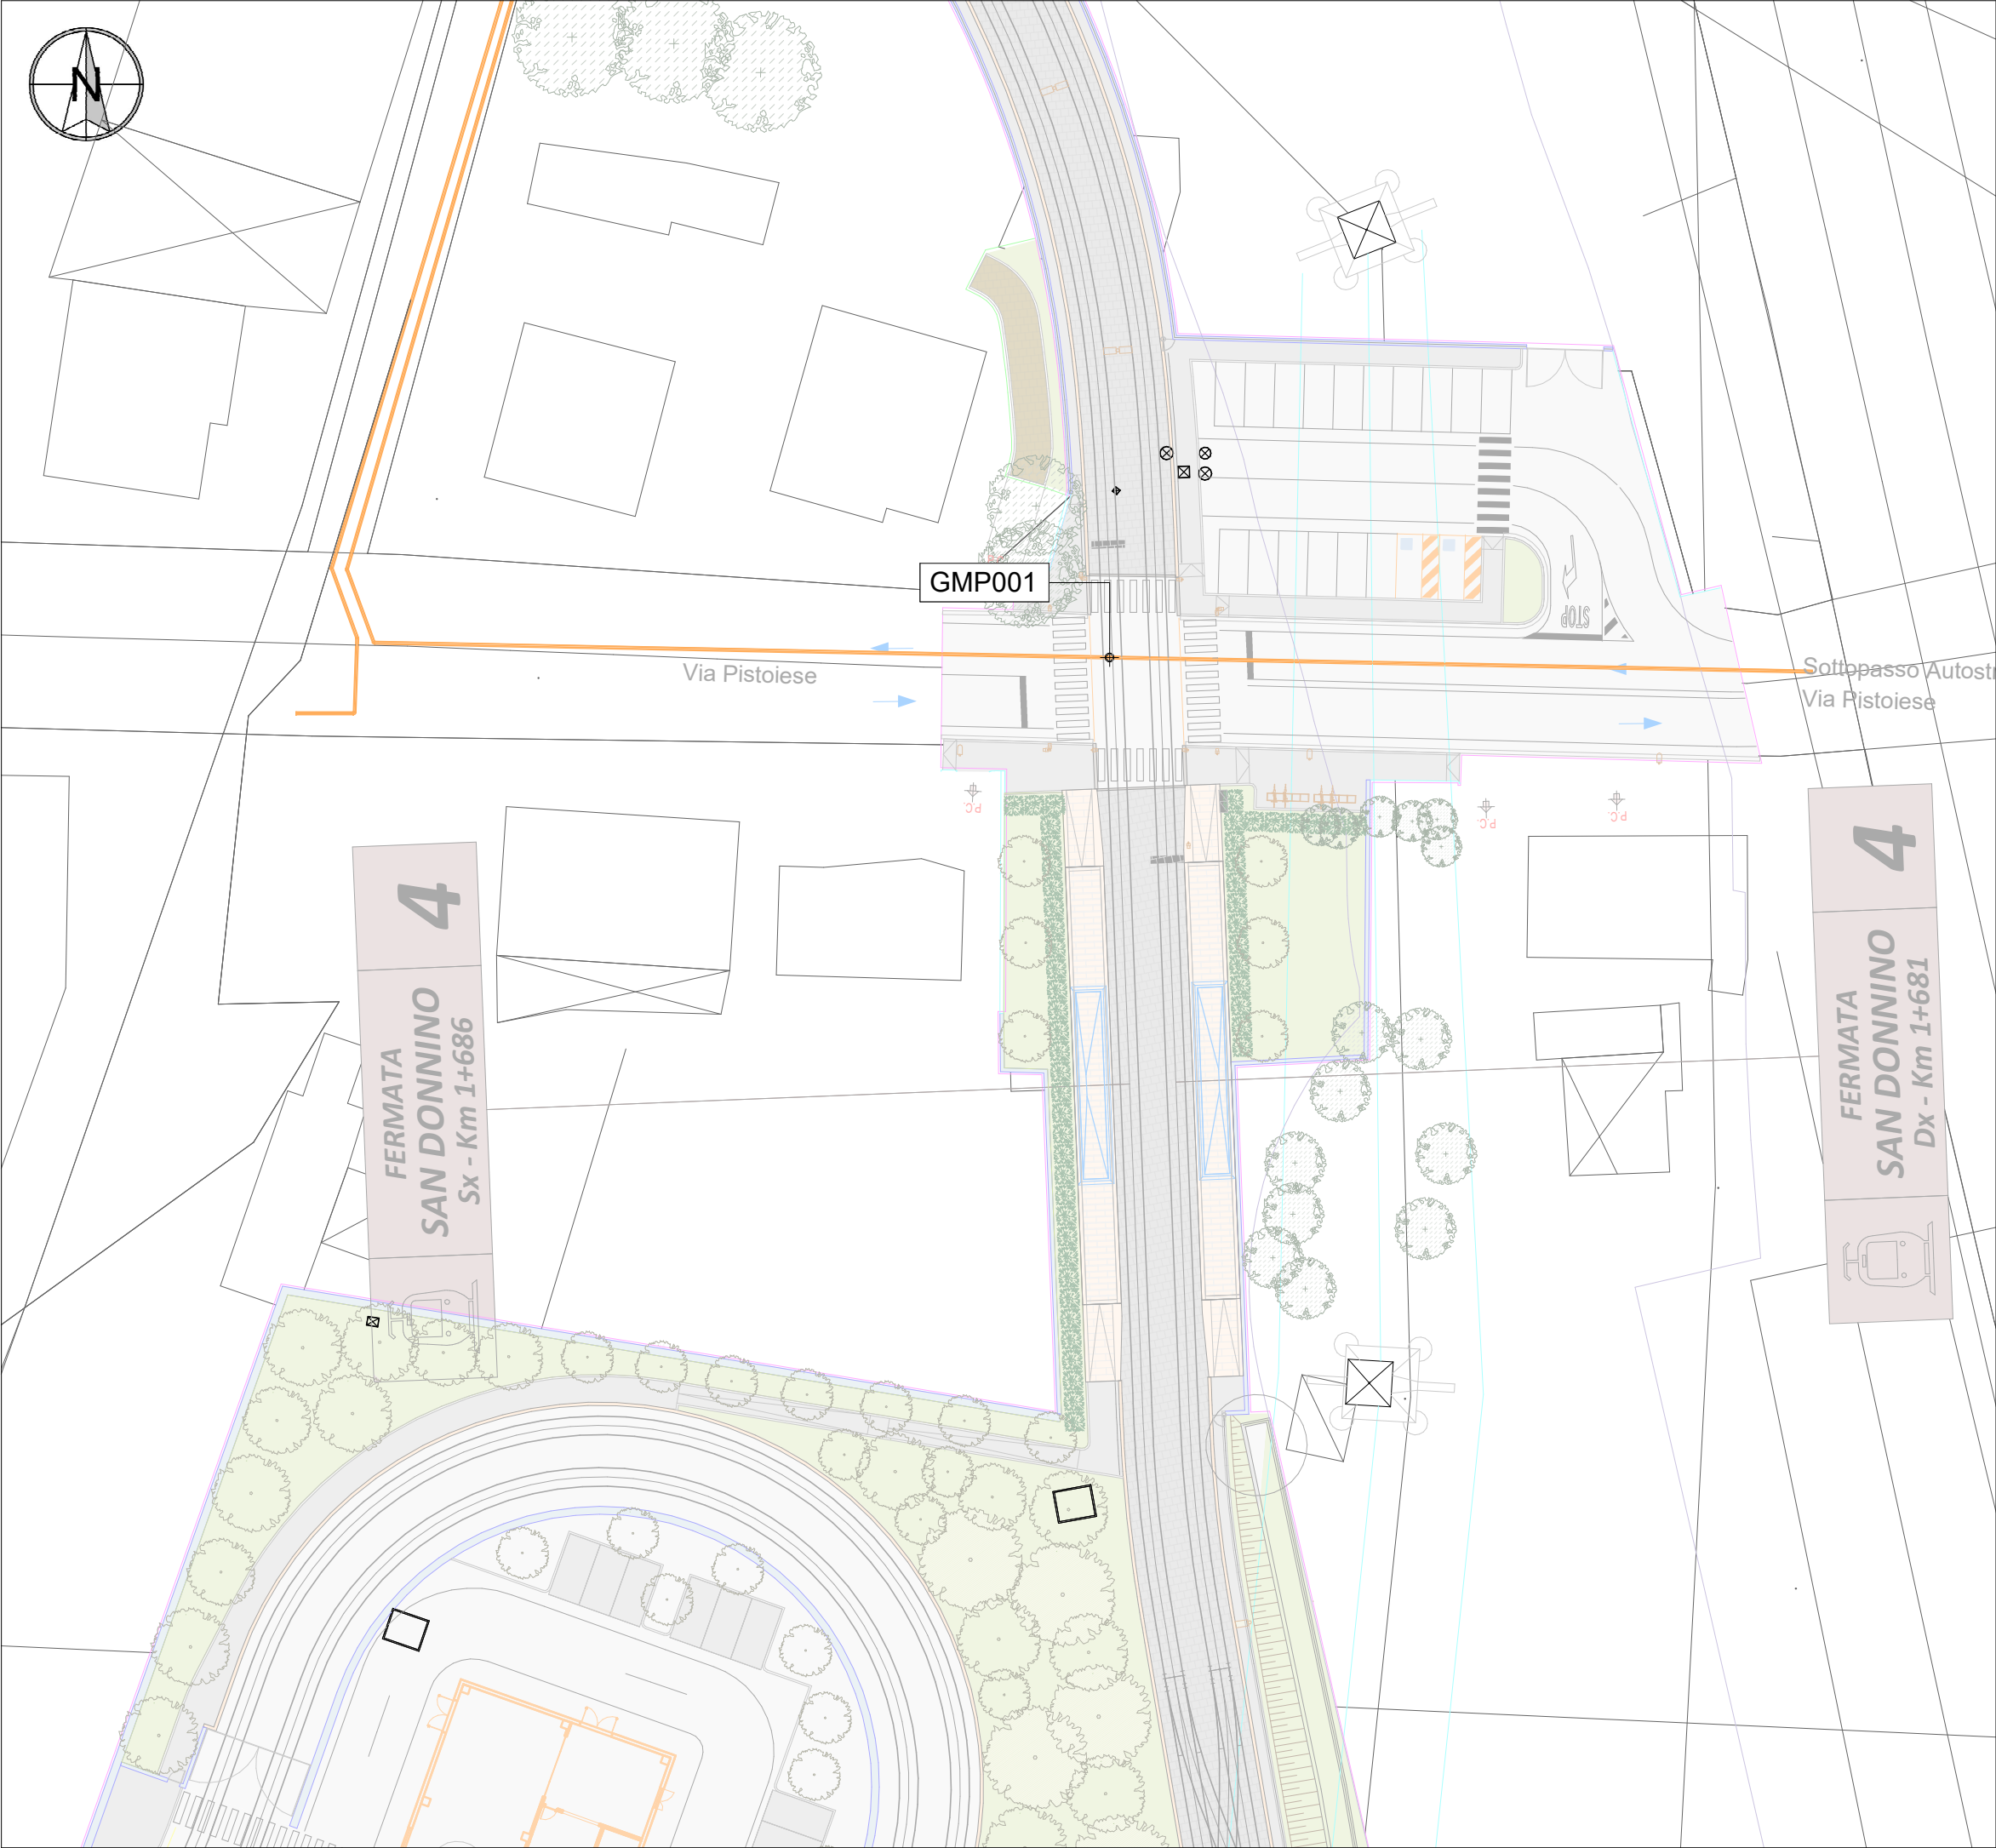 N
GMP001
Via Pistoiese
Sottopasso Autostr
Via Pistoiese
STOP
P.C.
P.C.
P.C.
4
FERMATA
SAN DONNINO
Sx - Km 1+686
4
FERMATA
SAN DONNINO
Dx - Km 1+681